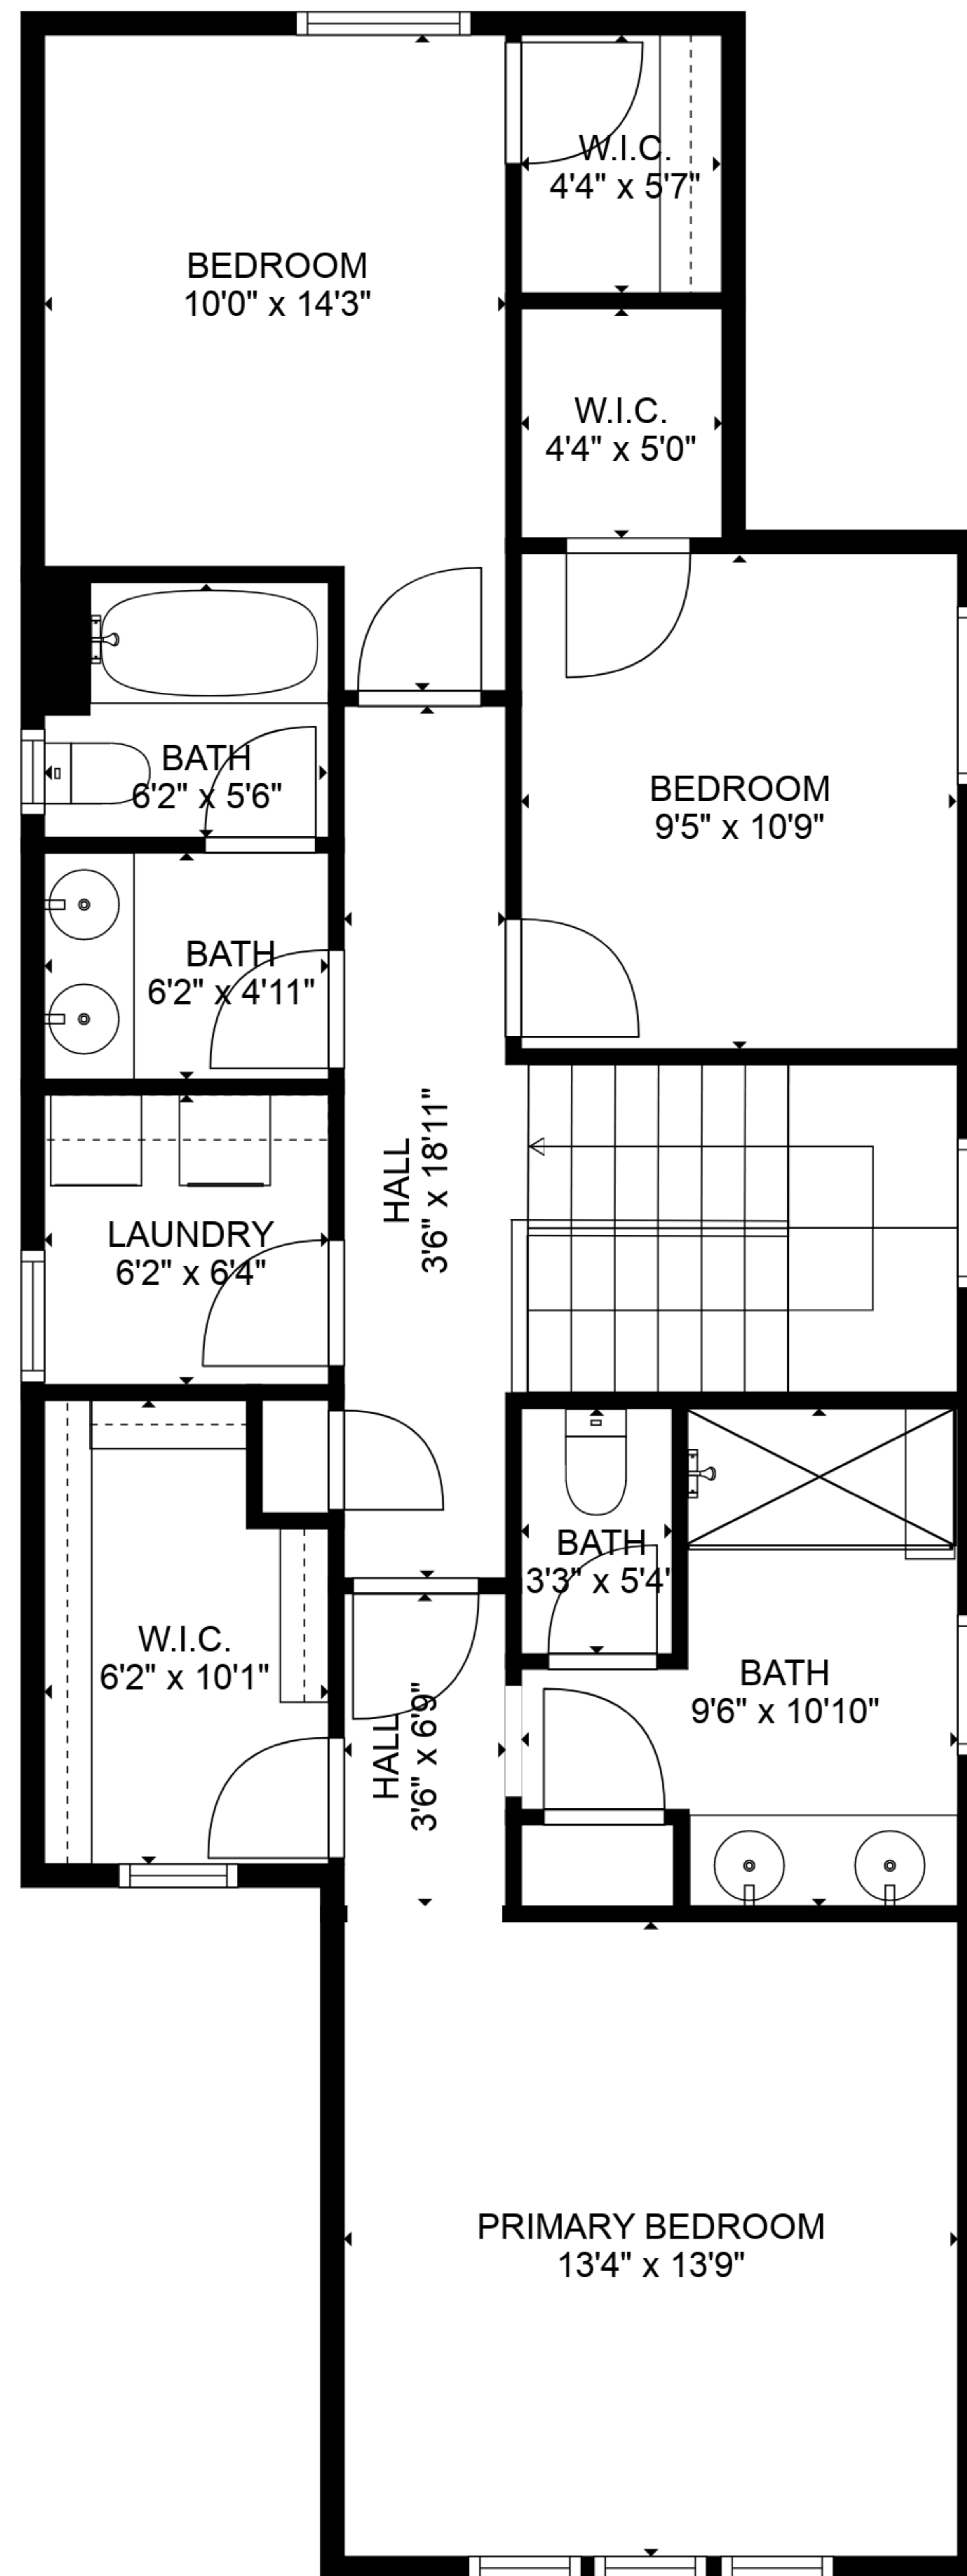 W.I.C.
4'4" x 5'7"
BEDROOM
10'0" x 14'3"
W.I.C.
4'4" x 5'0"
BATH
6'2" x 5'6"
BEDROOM
9'5" x 10'9"
BATH
6'2" x 4'11"
HALL
3'6" x 18'11"
LAUNDRY
6'2" x 6'4"
BATH
3'3" x 5'4'
W.I.C.
6'2" x 10'1"
BATH
9'6" x 10'10"
HALL
3'6" x 6'9"
PRIMARY BEDROOM
13'4" x 13'9"